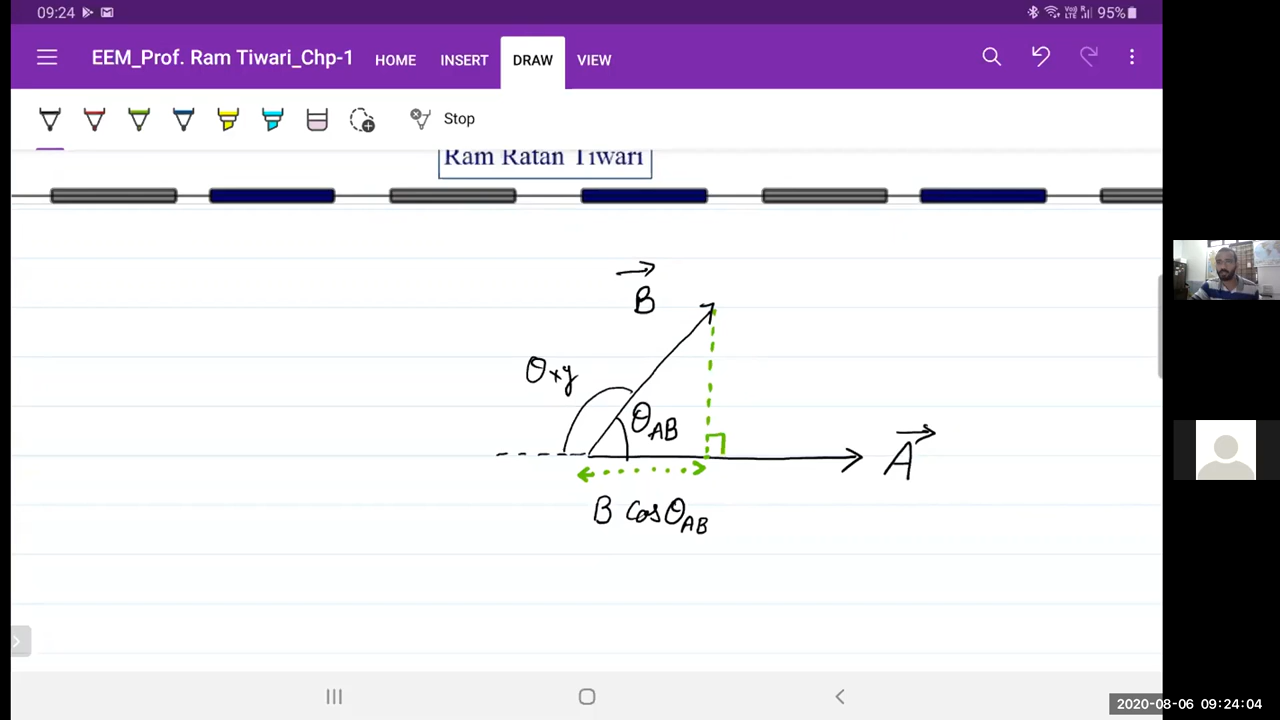 09:24
95%
EEM_Prof. Ram Tiwari_Chp-1
HOME INSERT DRAW VIEW
Stop
Ram Ratan Tiwari
B
θxy
θAB
A
B cosθAB
2020-08-06 09:24:04